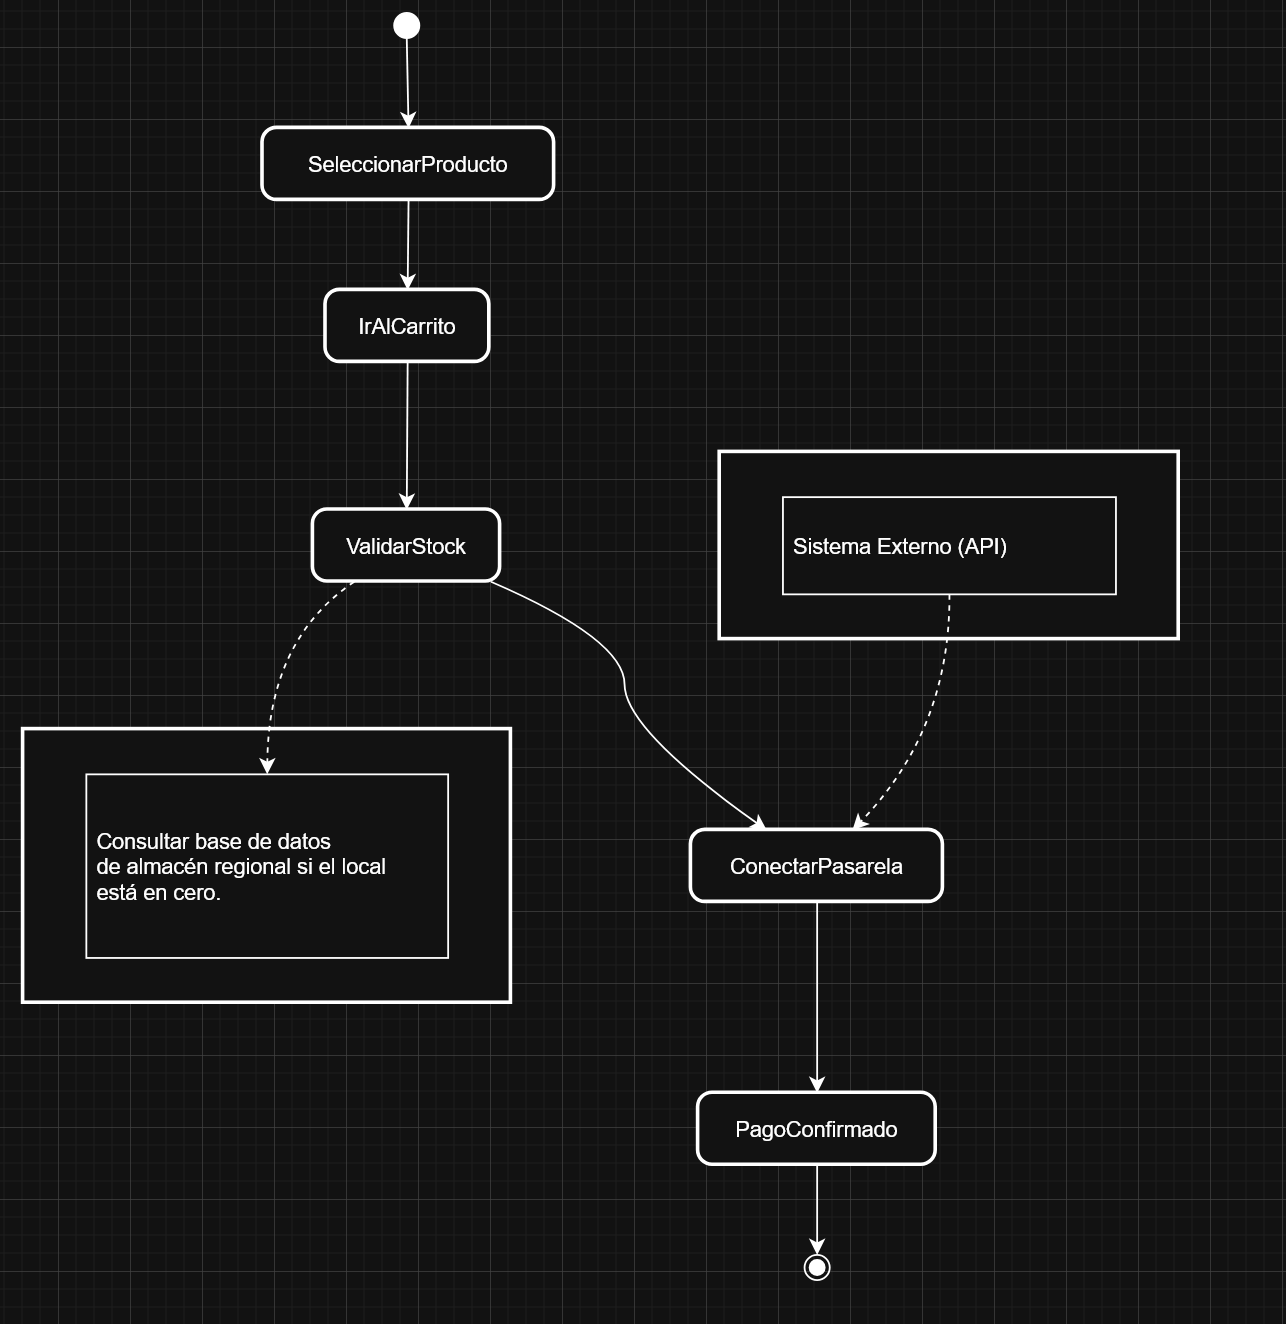 SeleccionarProducto
IrAlCarrito
ValidarStock
Sistema Externo (API)
Consultar base de datos
de almacén regional si el local
está en cero.
ConectarPasarela
PagoConfirmado